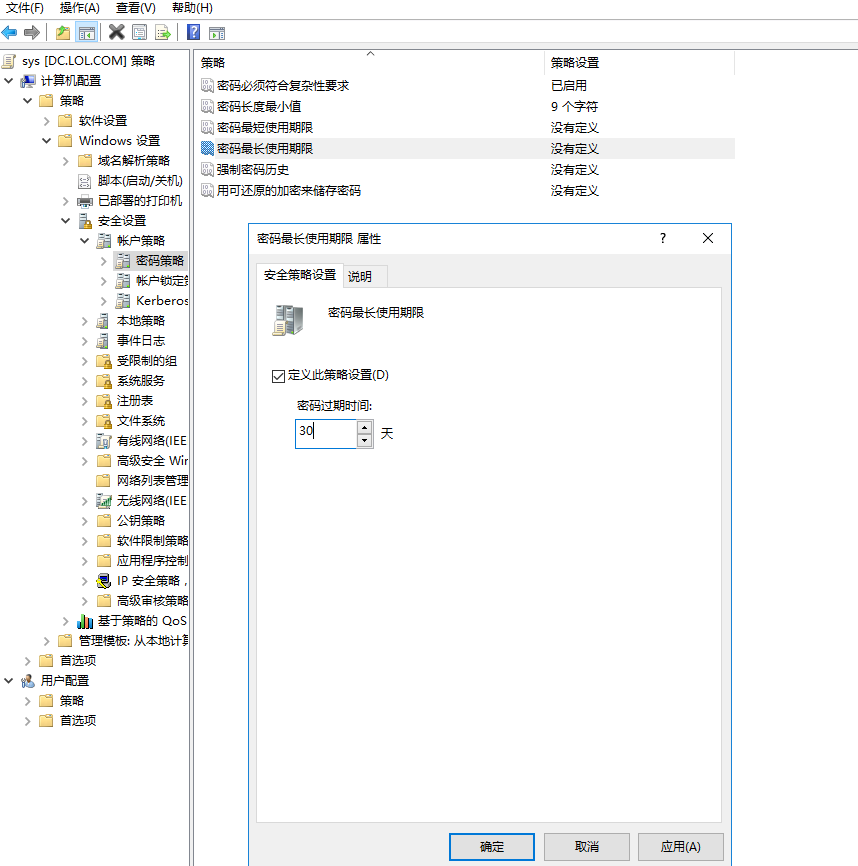 文件(F) 操作(A) 查看(V) 帮助(H)
sys [DC.LOL.COM] 策略
计算机配置
策略
软件设置
Windows 设置
域名解析策略
脚本(启动/关机)
已部署的打印机
安全设置
帐户策略
密码策略
帐户锁定策
Kerberos
本地策略
事件日志
受限制的组
系统服务
注册表
文件系统
有线网络(IEE
高级安全 Win
网络列表管理
无线网络(IEE
公钥策略
软件限制策略
应用程序控制
IP 安全策略，
高级审核策略
基于策略的 QoS
管理模板: 从本地计算
首选项
用户配置
策略
首选项
策略 策略设置
密码必须符合复杂性要求 已启用
密码长度最小值 9 个字符
密码最短使用期限 没有定义
密码最长使用期限 没有定义
强制密码历史 没有定义
用可还原的加密来储存密码 没有定义
密码最长使用期限 属性
安全策略设置 说明
密码最长使用期限
定义此策略设置(D)
密码过期时间:
30 天
确定 取消 应用(A)